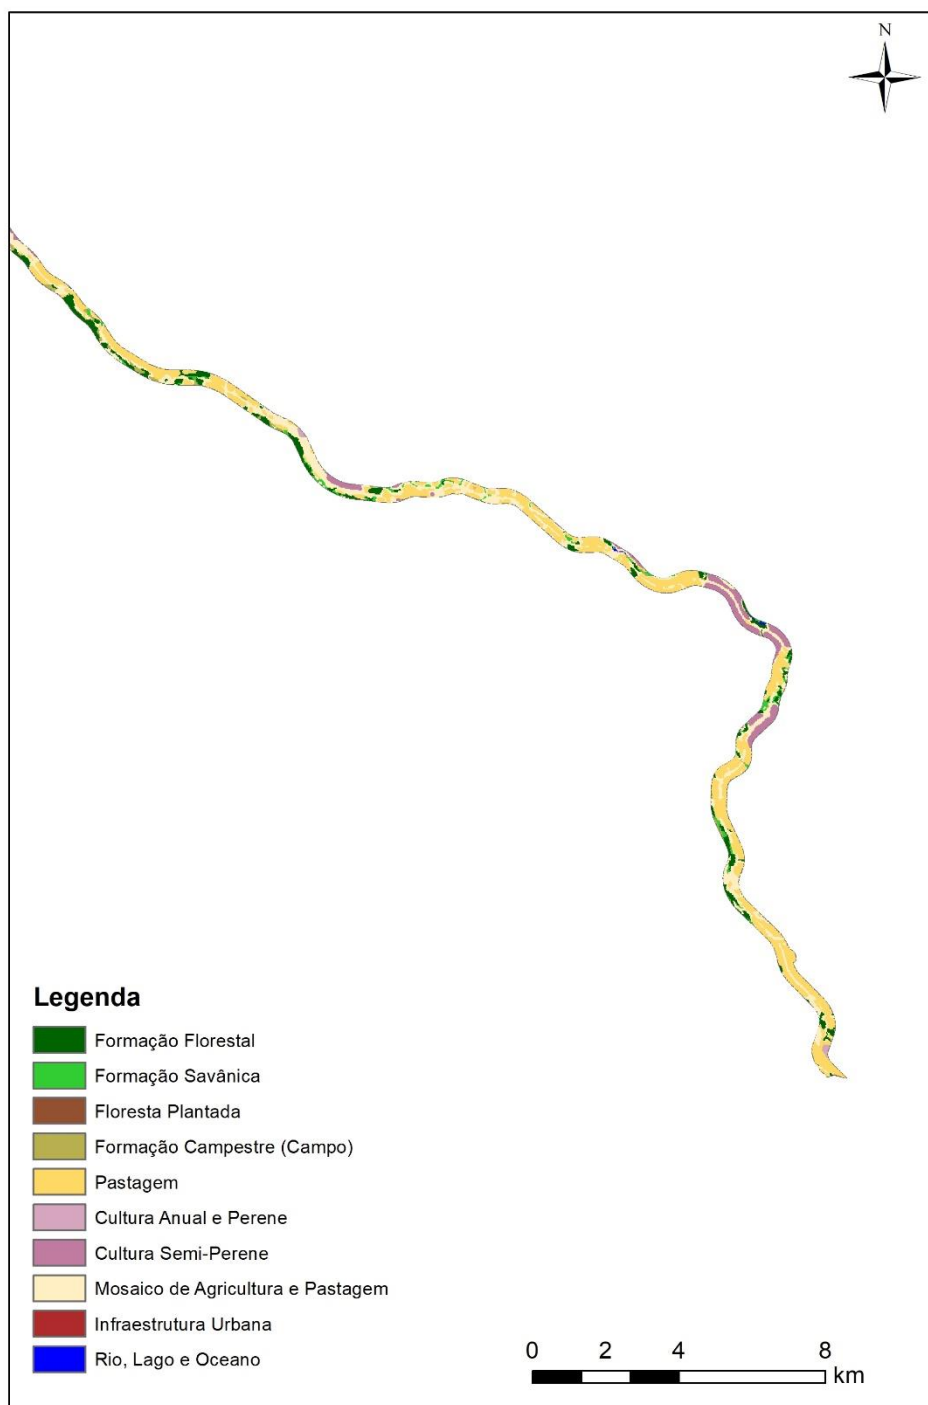 N
Legenda
Formação Florestal
Formação Savânica
Floresta Plantada
Formação Campestre (Campo)
Pastagem
Cultura Anual e Perene
Cultura Semi-Perene
Mosaico de Agricultura e Pastagem
Infraestrutura Urbana
Rio, Lago e Oceano
0 2 4 8
km